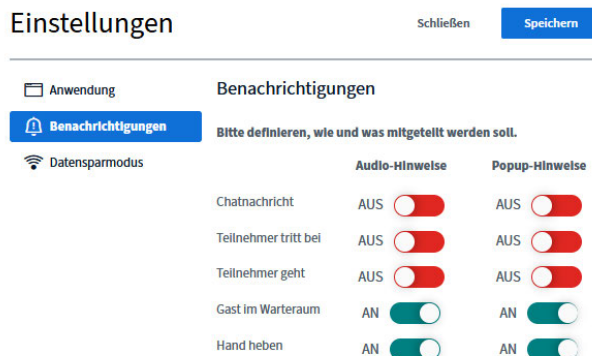 Einstellungen
Schließen
Speichern
Anwendung
Benachrichtigungen
Datensparmodus
Benachrichtigungen
Bitte definieren, wie und was mitgeteilt werden soll.
Audio-Hinweise Popup-Hinweise
Chatnachricht AUS AUS
Teilnehmer tritt bei AUS AUS
Teilnehmer geht AUS AUS
Gast im Warteraum AN AN
Hand heben AN AN